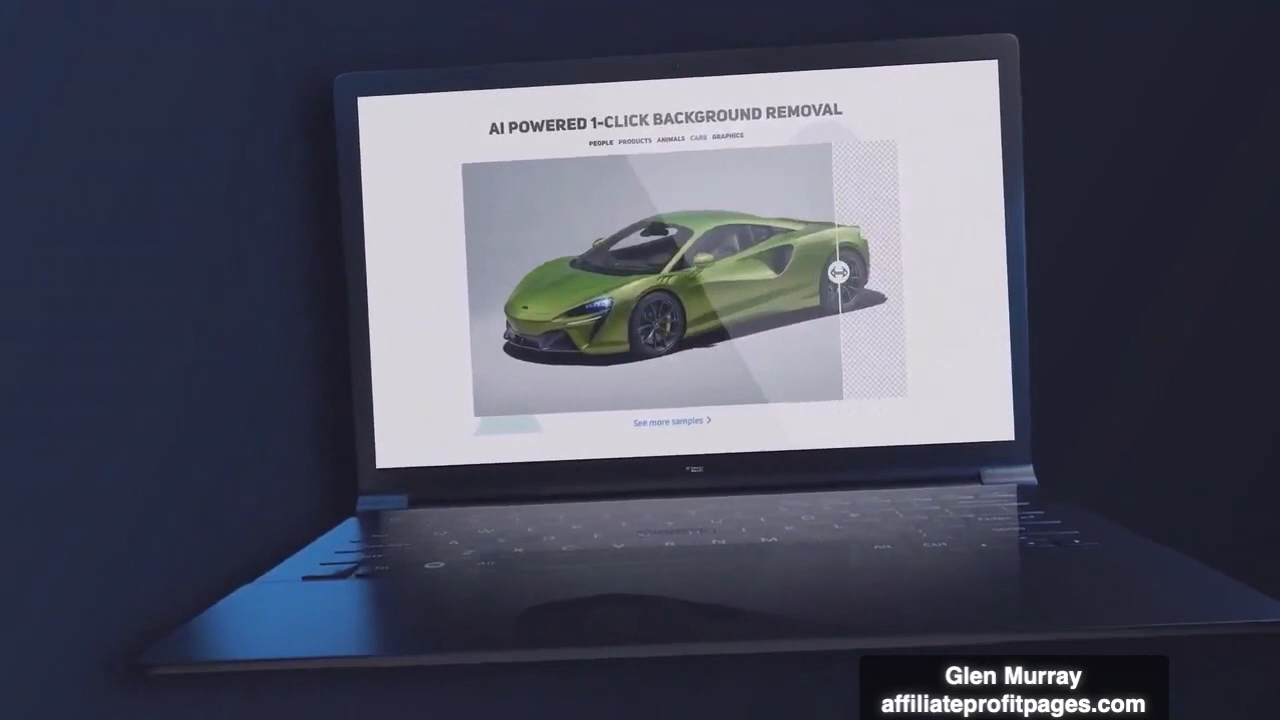 AI POWERED 1-CLICK BACKGROUND REMOVAL
PEOPLE PRODUCTS ANIMALS CARS GRAPHICS
See more samples >
Glen Murray
affiliateprofitpages.com